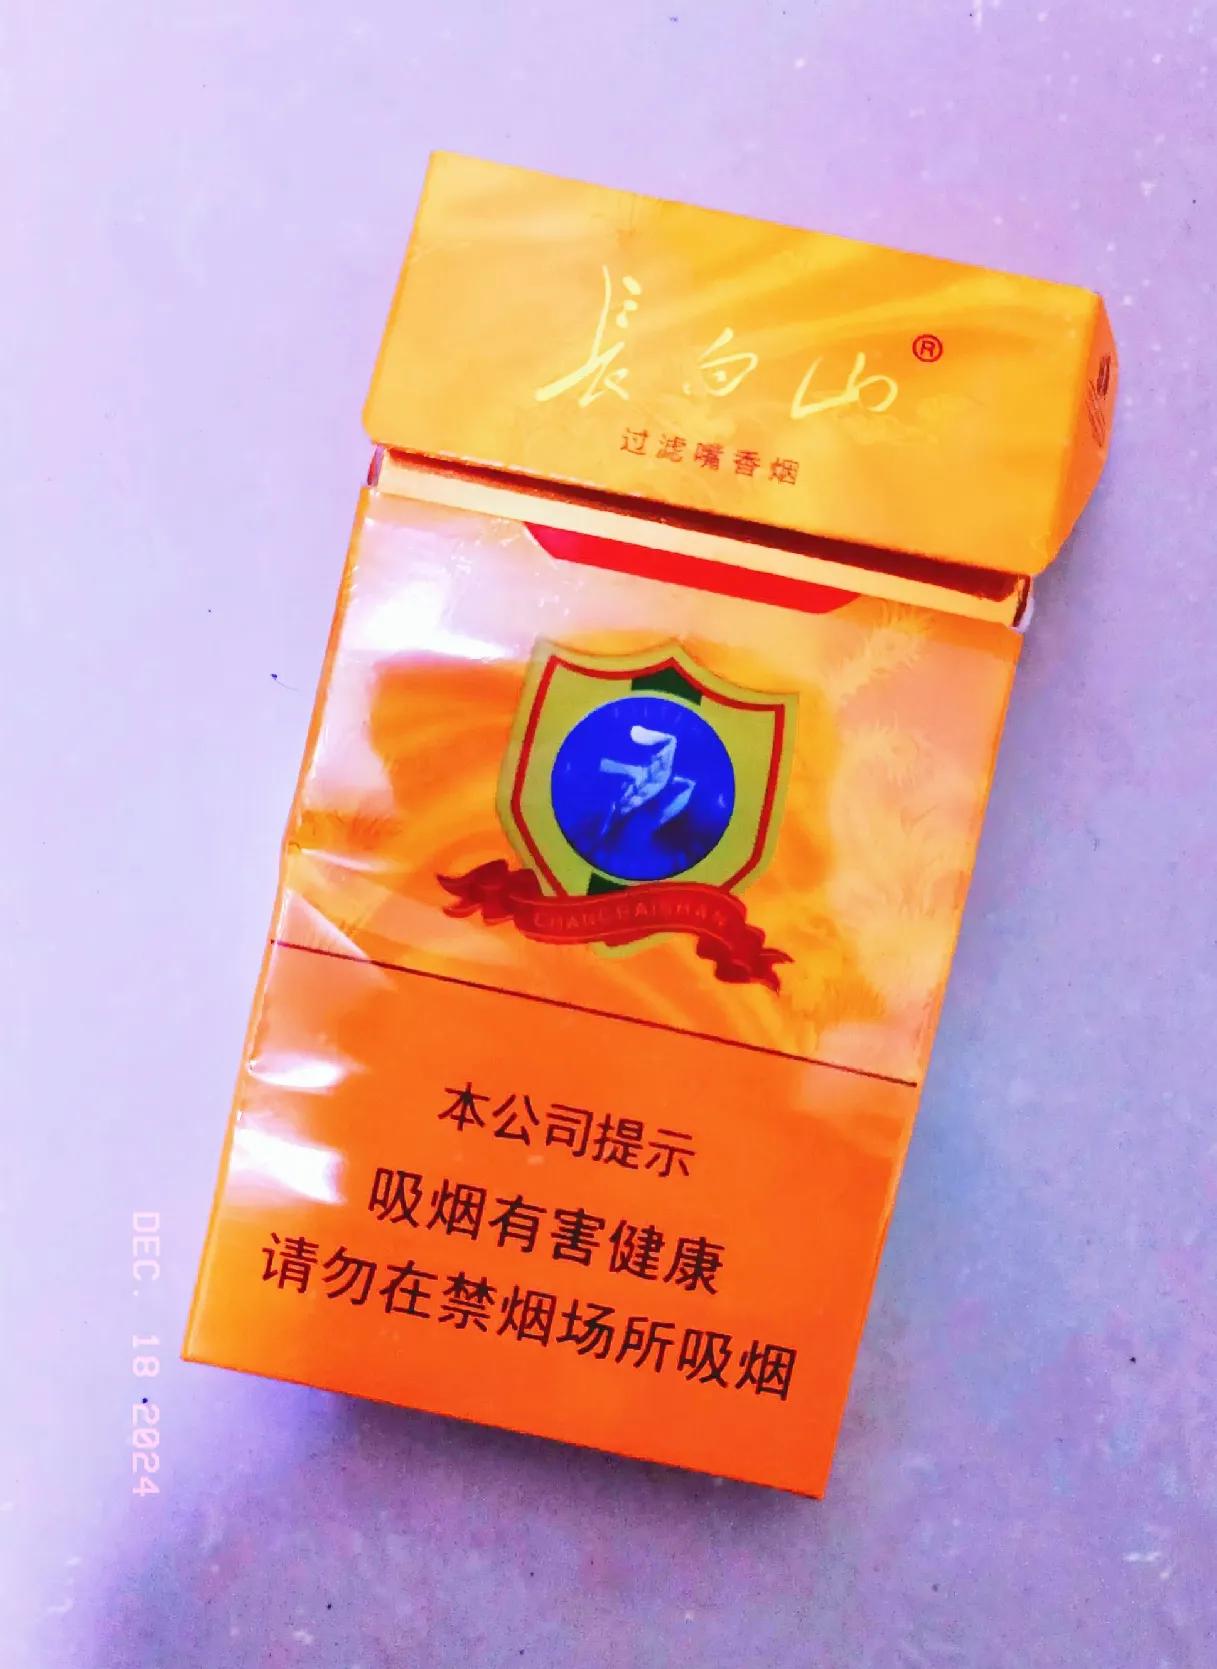 長白山®
过滤嘴香烟
CHANGBAISHAN
本公司提示
吸烟有害健康
请勿在禁烟场所吸烟
DEC. 18 2024